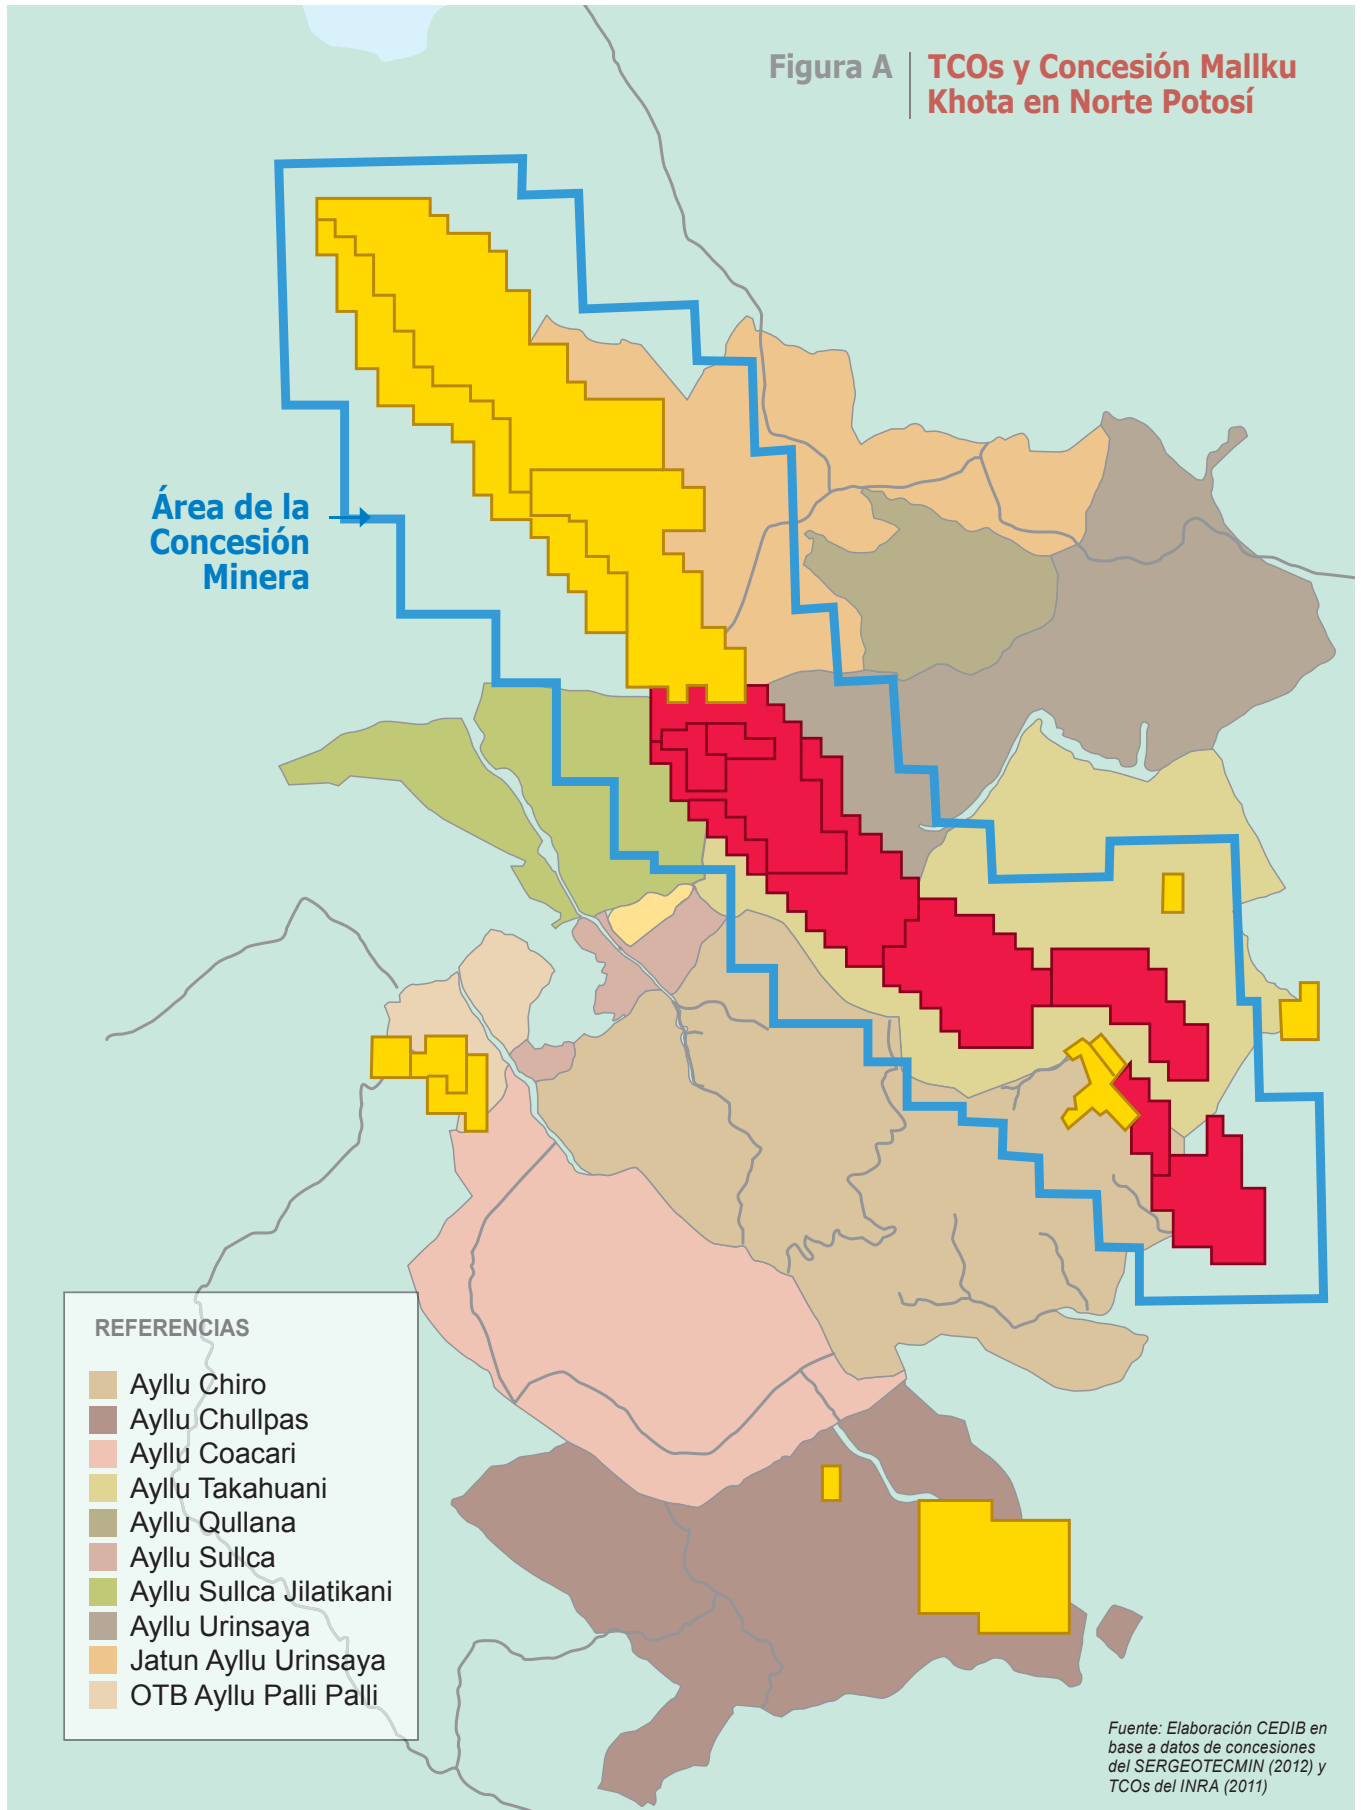 Figura A
TCOs y Concesión Mallku
Khota en Norte Potosí
Área de la
Concesión
Minera
REFERENCIAS
Ayllu Chiro
Ayllu Chullpas
Ayllu Coacari
Ayllu Takahuani
Ayllu Qullana
Ayllu Sullca
Ayllu Sullca Jilatikani
Ayllu Urinsaya
Jatun Ayllu Urinsaya
OTB Ayllu Palli Palli
Fuente: Elaboración CEDIB en
base a datos de concesiones
del SERGEOTECMIN (2012) y
TCOs del INRA (2011)